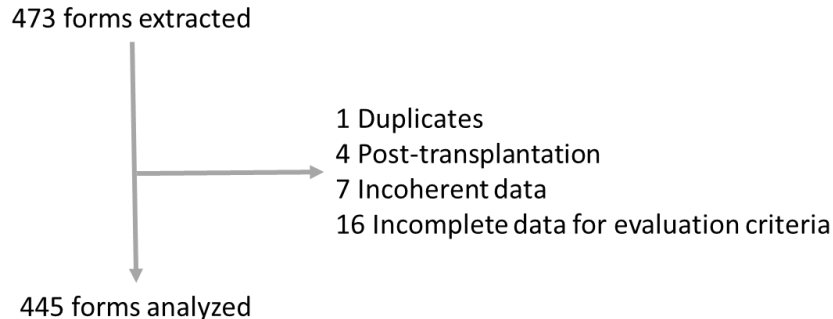 473 forms extracted
1 Duplicates
4 Post-transplantation
7 Incoherent data
16 Incomplete data for evaluation criteria
445 forms analyzed